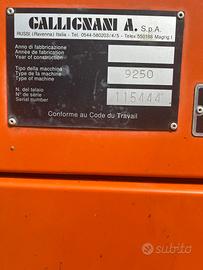 GALLIGNANI A. S.p.A.
RUSSI (Ravenna) Italia - Tel. 0544-580203/4/5 - Telex 550186 Magrig I
Anno di fabbricazione
Année de fabrication
Year of construction
Tipo della macchina
Type de la machine
Type of machine
9250
N. del telaio
N° de série
Serial number
115444
Conforme au Code du Travail
subito